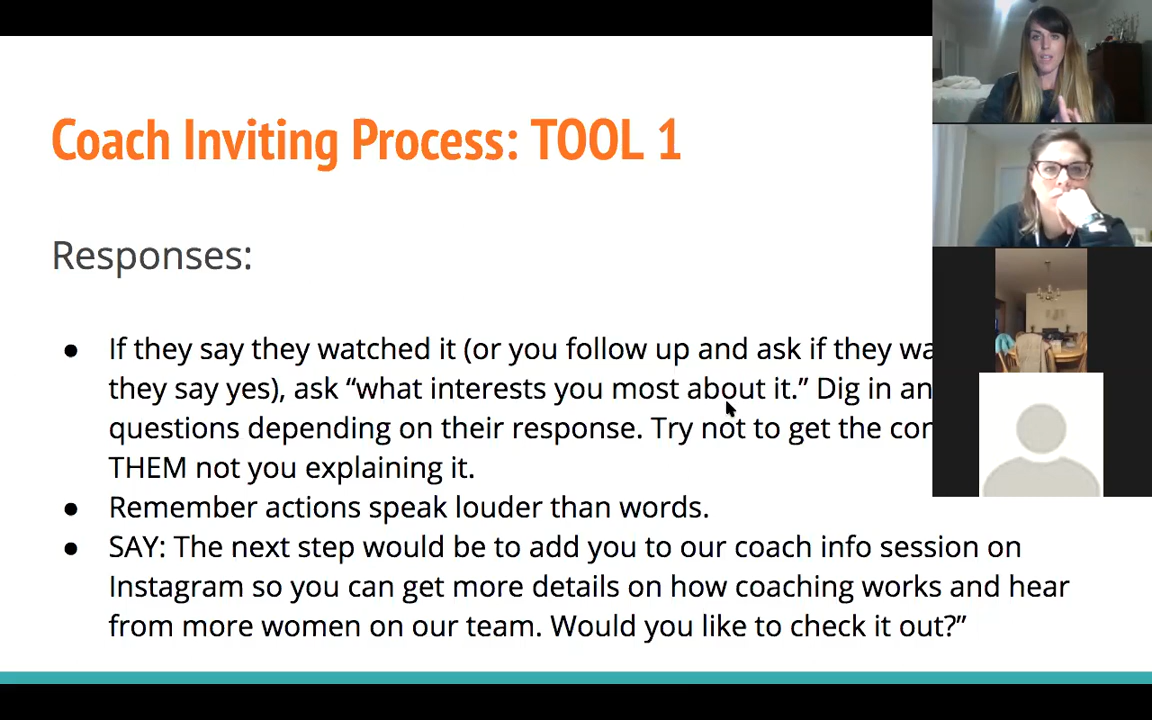 Coach Inviting Process: TOOL 1
Responses:
● If they say they watched it (or you follow up and ask if they
they say yes), ask “what interests you most about it.” Dig in
questions depending on their response. Try not to get the
THEM not you explaining it.
● Remember actions speak louder than words.
● SAY: The next step would be to add you to our coach info session on
Instagram so you can get more details on how coaching works and hear
from more women on our team. Would you like to check it out?”